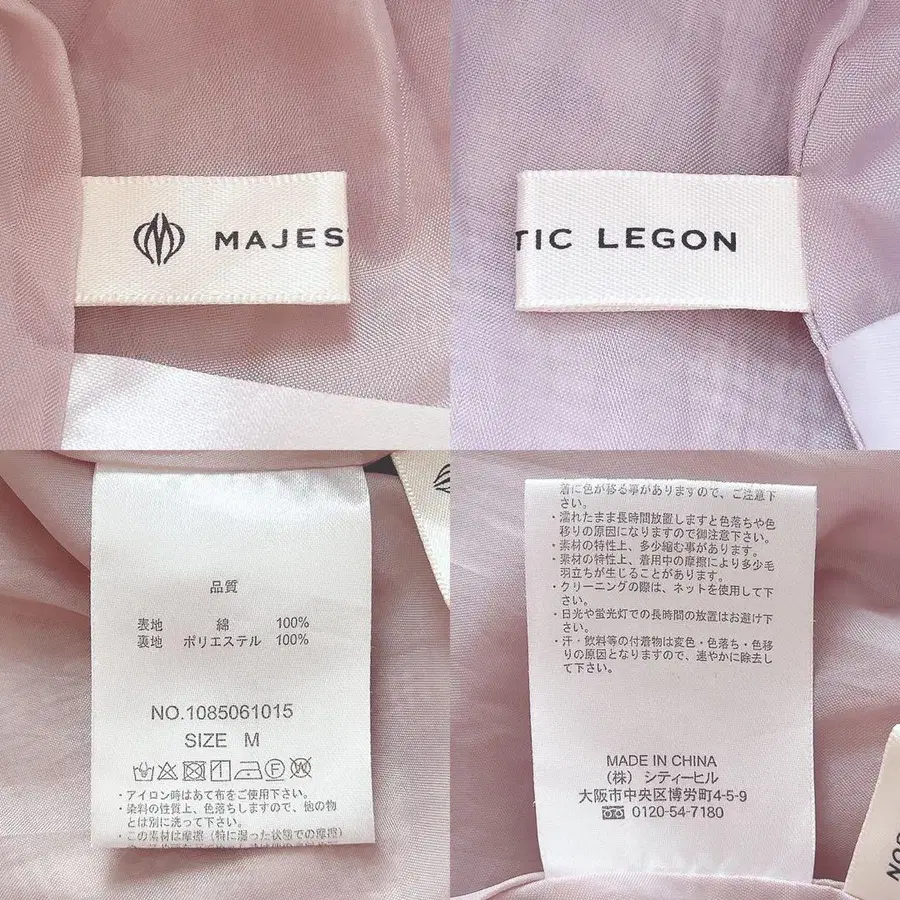 MAJES
TIC LEGON
品質
表地 綿 100%
裏地 ポリエステル 100%
NO.1085061015
SIZE M
・アイロン時はあて布をご使用下さい。
・染料の性質上、色落ちしますので、他の物
とは別に洗って下さい。
・この素材は摩擦（特に湿った状態での摩擦）
着に色が移る事がありますので、ご注意下
さい。
・濡れたまま長時間放置しますと色落ちや色
移りの原因になりますので御注意下さい。
・素材の特性上、多少縮む事があります。
・素材の特性上、着用中の摩擦により多少毛
羽立ちが生じることがあります。
・クリーニングの際は、ネットを使用して下
さい。
・日光や蛍光灯での長時間の放置はお避け下
さい。
・汗・飲料等の付着物は変色・色落ち・色移
りの原因となりますので、速やかに除去し
て下さい。
MADE IN CHINA
（株） シティーヒル
大阪市中央区博労町4-5-9
0120-54-7180
SON